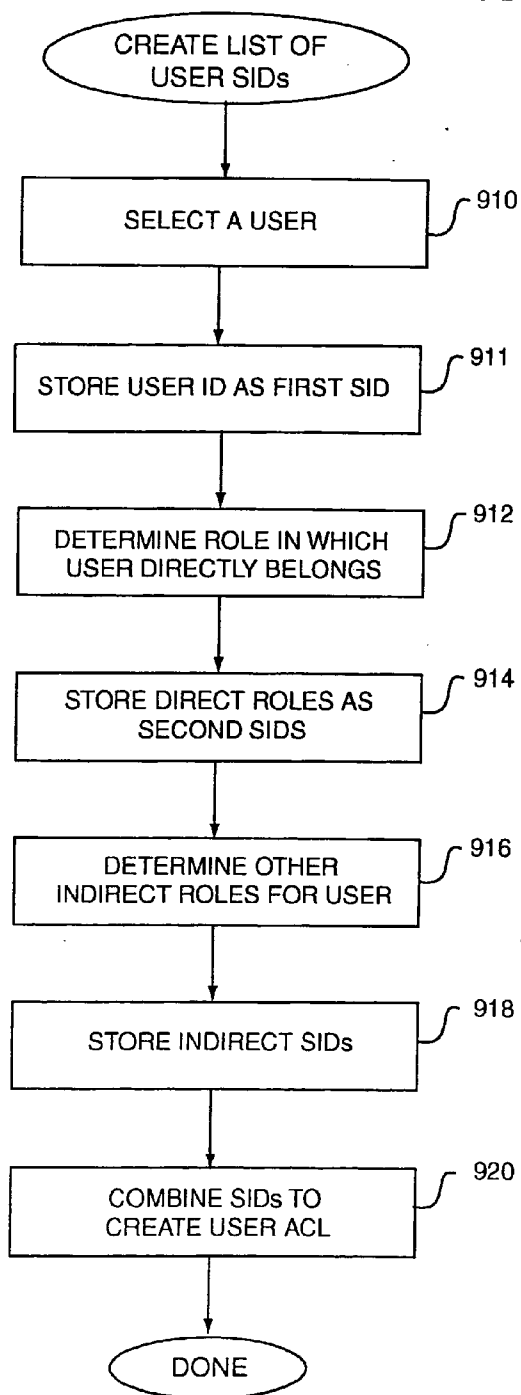 CREATE LIST OF
USER SIDs
SELECT A USER
910
STORE USER ID AS FIRST SID
911
DETERMINE ROLE IN WHICH
USER DIRECTLY BELONGS
912
STORE DIRECT ROLES AS
SECOND SIDS
914
DETERMINE OTHER
INDIRECT ROLES FOR USER
916
STORE INDIRECT SIDs
918
COMBINE SIDs TO
CREATE USER ACL
920
DONE